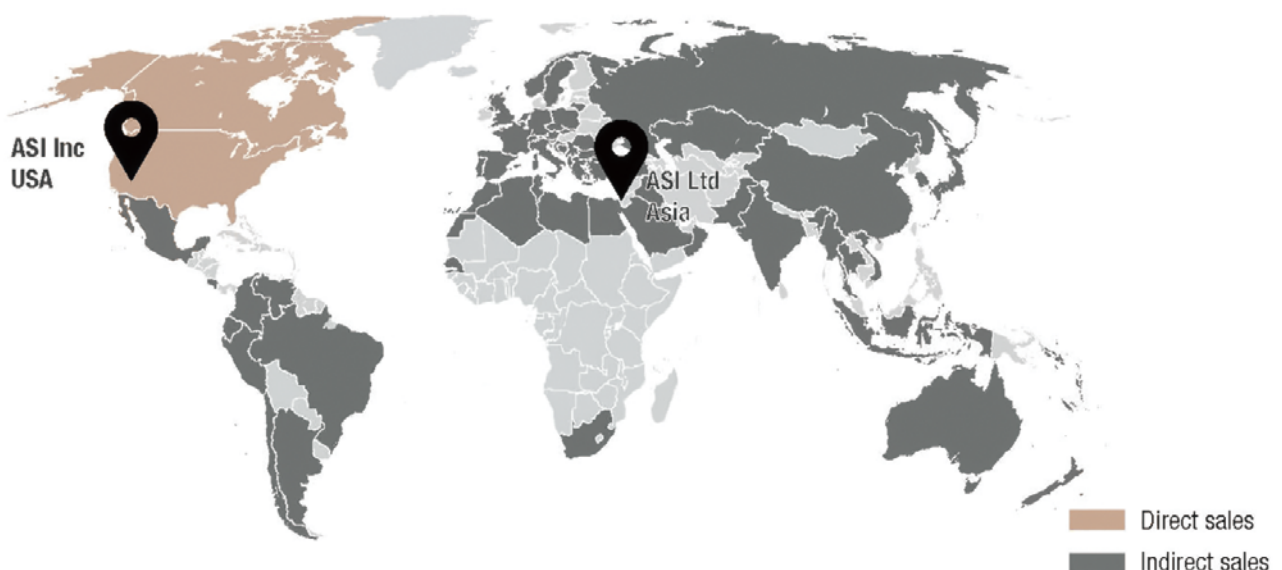 ASI Inc
USA
ASI Ltd
Asia
Direct sales
Indirect sales